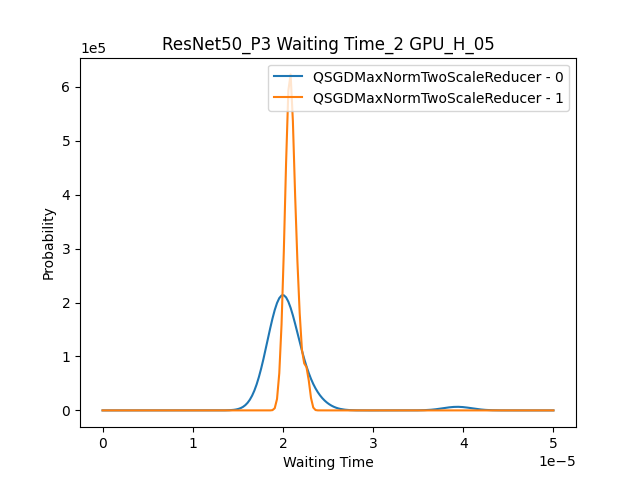 ResNet50_P3 Waiting Time_2 GPU_H_05
1e5
QSGDMaxNormTwoScaleReducer - 0
QSGDMaxNormTwoScaleReducer - 1
6
5
4
3
2
1
0
Probability
0 1 2 3 4 5
1e−5
Waiting Time